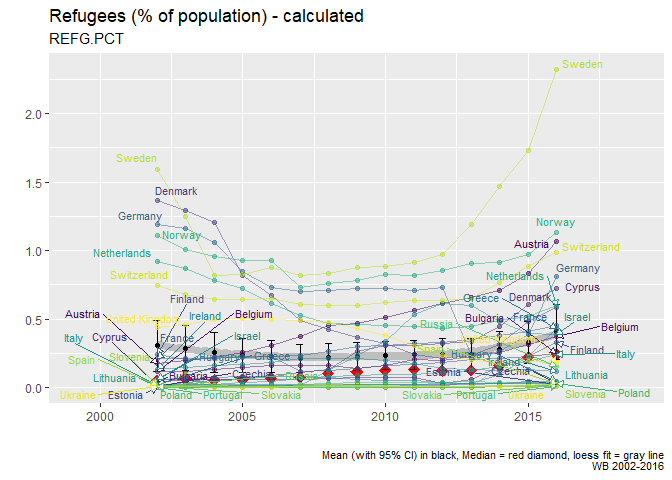 Refugees (% of population) - calculated
REFG.PCT
Sweden
2.0
Sweden
1.5
Denmark
Germany
Norway
Norway
Austria
Netherlands
Switzerland
1.0
Switzerland
Germany
Netherlands
Cyprus
Finland
Greece
Denmark
Austria
Ireland
Belgium
Bulgaria
France
Israel
0.5
United Kingdom
Russia
Belgium
Italy
Cyprus
France
Israel
Finland
Italy
Spain
Slovenia
Hungary
Greece
Hungary
Ireland
Lithuania
Bulgaria
Czechia
Estonia
Czechia
Lithuania
0.0
Ukraine
Estonia
Poland
Portugal
Slovakia
Slovakia
Portugal
Ukraine
Slovenia
Poland
2000
2005
2010
2015
Mean (with 95% CI) in black, Median = red diamond, loess fit = gray line
WB 2002-2016